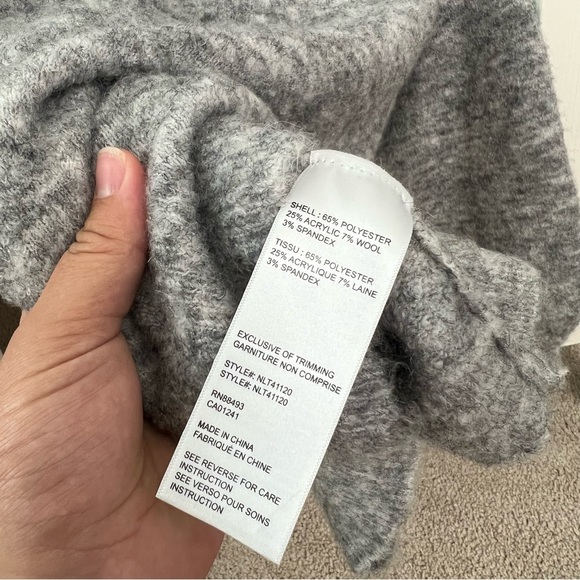 SHELL : 65% POLYESTER
25% ACRYLIC 7% WOOL
3% SPANDEX
TISSU : 65% POLYESTER
25% ACRYLIQUE 7% LAINE
3% SPANDEX
EXCLUSIVE OF TRIMMING
GARNITURE NON COMPRISE
STYLE#: NLT41120
STYLE#: NLT41120
RN88493
CA01241
MADE IN CHINA
FABRIQUÉ EN CHINE
SEE REVERSE FOR CARE
INSTRUCTION
SEE VERSO POUR SOINS
INSTRUCTION